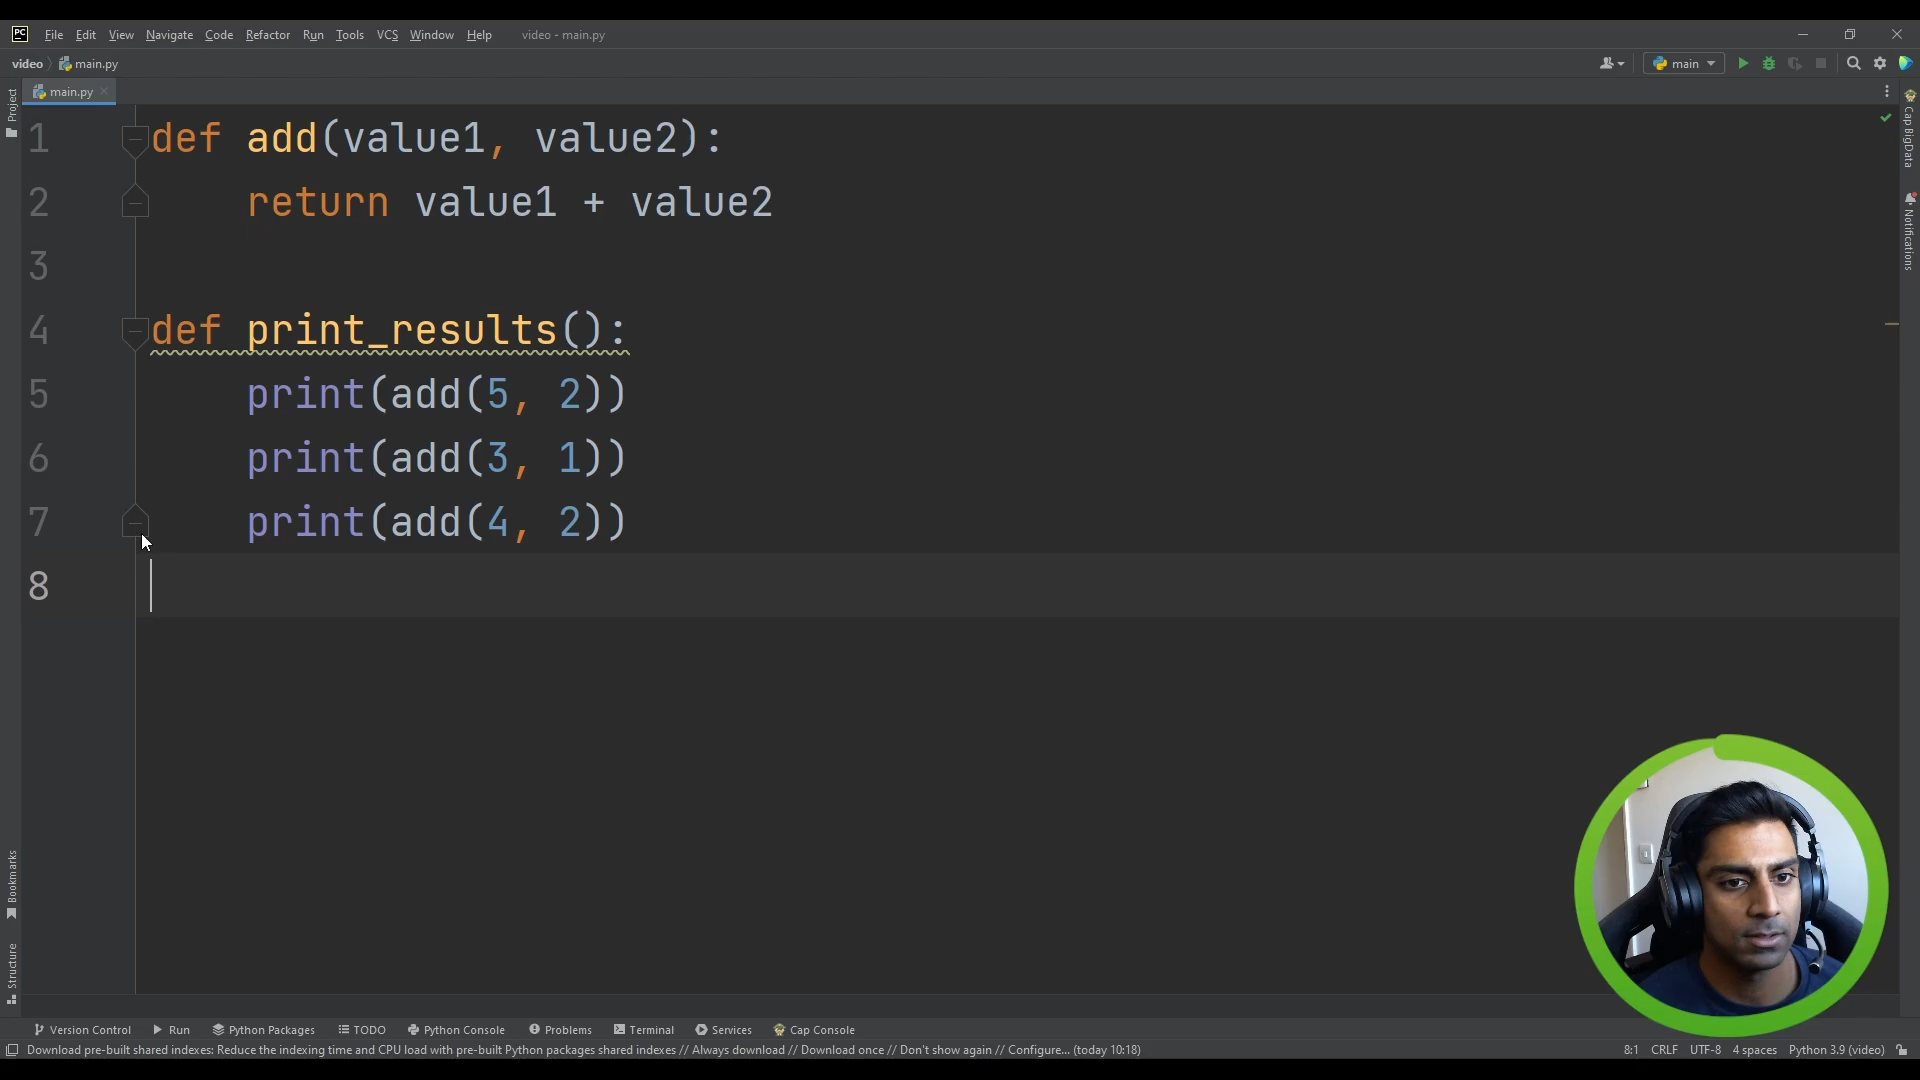 PC File Edit View Navigate Code Refactor Run Tools VCS Window Help video - main.py
video main.py main
main.py
Project
Cap BigData
Notifications
1 def add(value1, value2):
2 return value1 + value2
3
4 def print_results():
5 print(add(5, 2))
6 print(add(3, 1))
7 print(add(4, 2))
8
Bookmarks
Structure
Version Control Run Python Packages TODO Python Console Problems Terminal Services Cap Console
Download pre-built shared indexes: Reduce the indexing time and CPU load with pre-built Python packages shared indexes // Always download // Download once // Don't show again // Configure... (today 10:18) 8:1 CRLF UTF-8 4 spaces Python 3.9 (video)